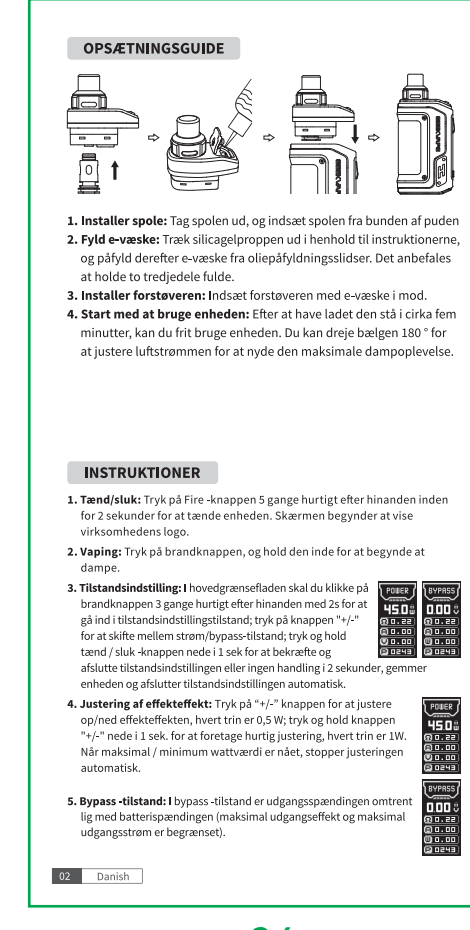 OPSÆTNINGSGUIDE
1. Installer spole: Tag spolen ud, og indsæt spolen fra bunden af puden
2. Fyld e-væske: Træk silicagelproppen ud i henhold til instruktionerne,
og påfyld derefter e-væske fra oliepåfyldningsslidser. Det anbefales
at holde to tredjedele fulde.
3. Installer forstøveren: Indsæt forstøveren med e-væske i mod.
4. Start med at bruge enheden: Efter at have ladet den stå i cirka fem
minutter, kan du frit bruge enheden. Du kan dreje bælgen 180 ° for
at justere luftstrømmen for at nyde den maksimale dampoplevelse.
INSTRUKTIONER
1. Tænd/sluk: Tryk på Fire -knappen 5 gange hurtigt efter hinanden inden
for 2 sekunder for at tænde enheden. Skærmen begynder at vise
virksomhedens logo.
2. Vaping: Tryk på brandknappen, og hold den inde for at begynde at
dampe.
3. Tilstandsindstilling: I hovedgrænsefladen skal du klikke på
brandknappen 3 gange hurtigt efter hinanden med 2s for at
gå ind i tilstandsindstillingstilstand; tryk på knappen "+/-"
for at skifte mellem strøm/bypass-tilstand; tryk og hold
tænd / sluk -knappen nede i 1 sek for at bekræfte og
afslutte tilstandsindstillingen eller ingen handling i 2 sekunder, gemmer
enheden og afslutter tilstandsindstillingen automatisk.
POWER
45.0 W
0.22
0.00
0.00
0243
BYPASS
0.00 V
0.22
0.00
0.00
0243
4. Justering af effekteffekt: Tryk på “+/-” knappen for at justere
op/ned effekteffekten, hvert trin er 0,5 W; tryk og hold knappen
"+/-" nede i 1 sek. for at foretage hurtig justering, hvert trin er 1W.
Når maksimal / minimum wattværdi er nået, stopper justeringen
automatisk.
POWER
45.0 W
0.22
0.00
0.00
0243
5. Bypass -tilstand: I bypass -tilstand er udgangsspændingen omtrent
lig med batterispændingen (maksimal udgangseffekt og maksimal
udgangsstrøm er begrænset).
BYPASS
0.00 V
0.22
0.00
0.00
0243
02 Danish